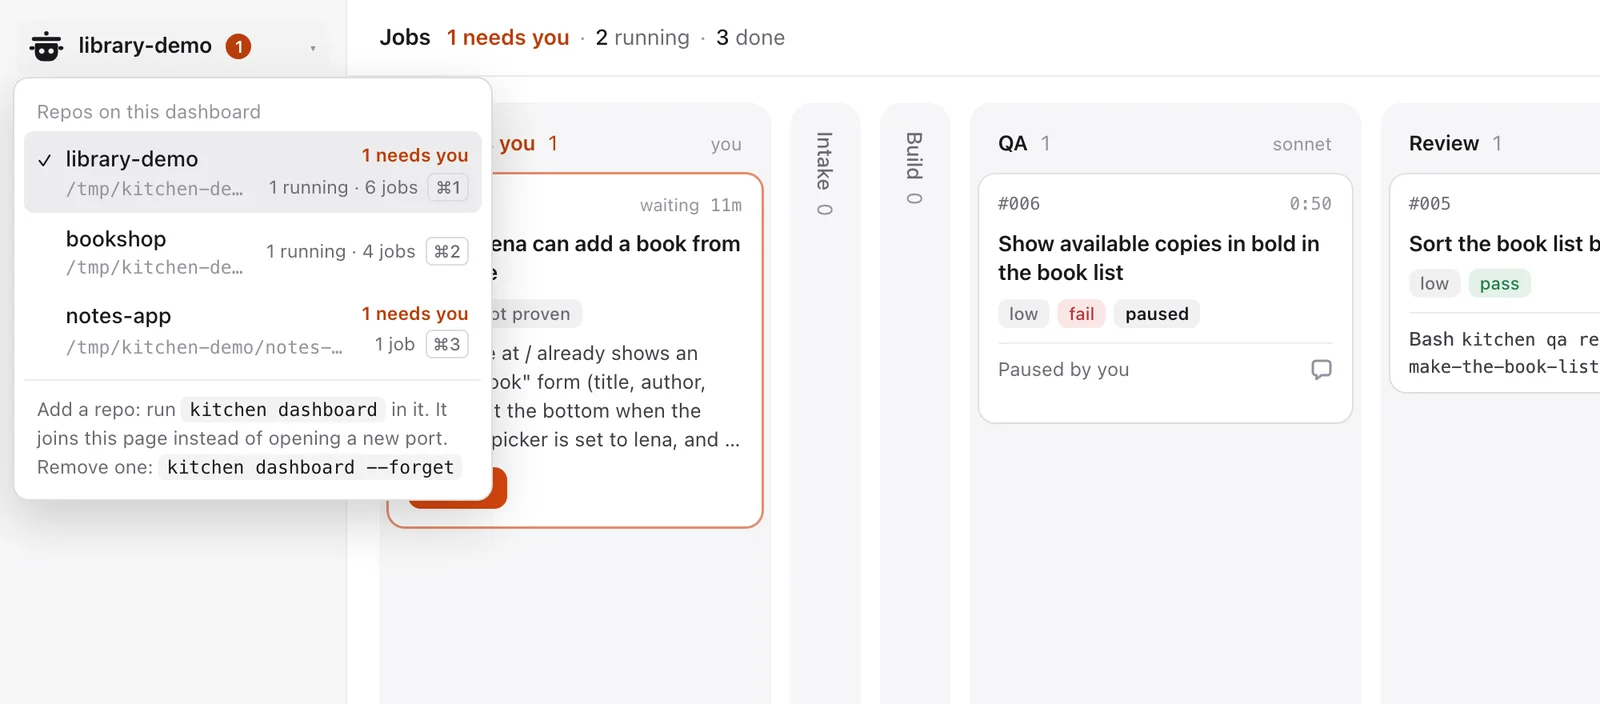 library-demo 1
Jobs 1 needs you · 2 running · 3 done
Repos on this dashboard
✓ library-demo 1 needs you
/tmp/kitchen-de… 1 running · 6 jobs ⌘1
bookshop
/tmp/kitchen-de… 1 running · 4 jobs ⌘2
notes-app 1 needs you
/tmp/kitchen-demo/notes-… 1 job ⌘3
Add a repo: run kitchen dashboard in it. It
joins this page instead of opening a new port.
Remove one: kitchen dashboard --forget
you 1 you
waiting 11m
can add a book from
proven
at / already shows an
form (title, author,
the bottom when the
picker is set to lena, and ...
Intake 0
Build 0
QA 1 sonnet
#006 0:50
Show available copies in bold in
the book list
low fail paused
Paused by you
Review 1
#005
Sort the book list
low pass
Bash kitchen qa
make-the-book-list